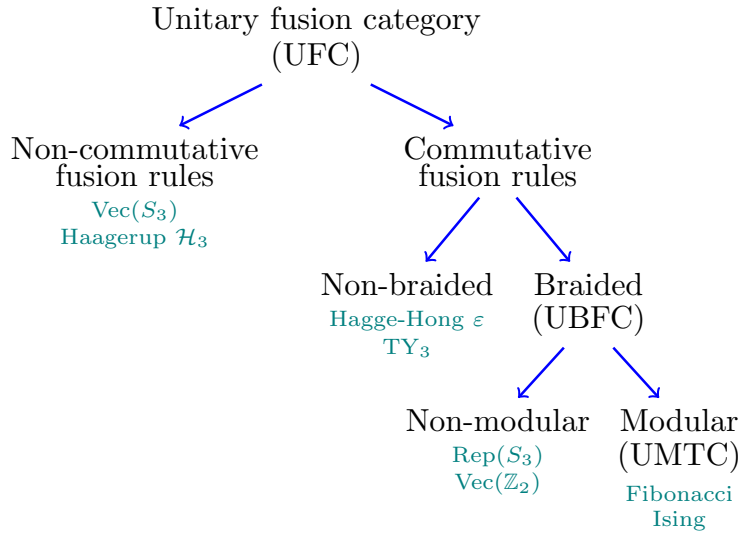 Unitary fusion category
(UFC)
Non-commutative
fusion rules
Vec(S₃)
Haagerup ℋ₃
Commutative
fusion rules
Non-braided
Hagge-Hong ε
TY₃
Braided
(UBFC)
Non-modular
Rep(S₃)
Vec(ℤ₂)
Modular
(UMTC)
Fibonacci
Ising